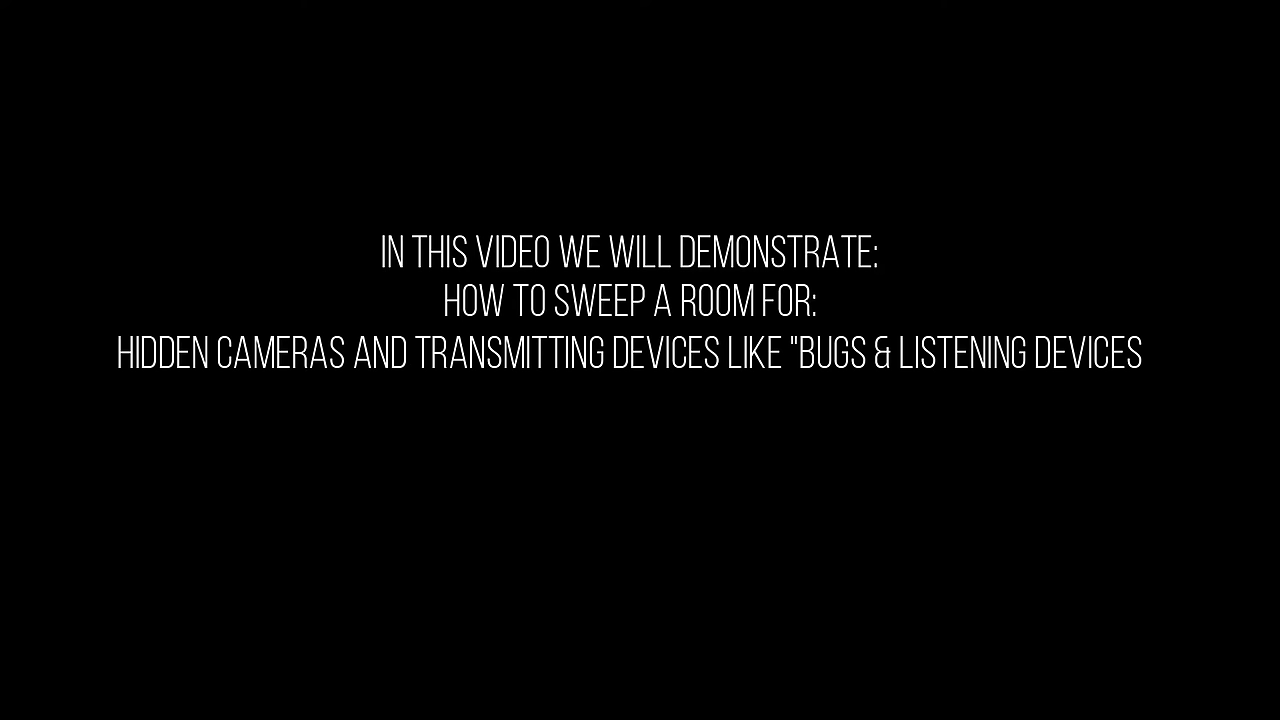 IN THIS VIDEO WE WILL DEMONSTRATE:
HOW TO SWEEP A ROOM FOR:
HIDDEN CAMERAS AND TRANSMITTING DEVICES LIKE "BUGS & LISTENING DEVICES